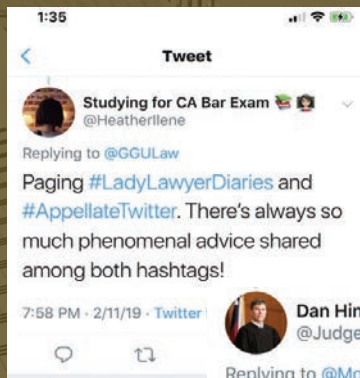 1:35
Tweet
Studying for CA Bar Exam
@HeatherIlene
Replying to @GGULaw
Paging #LadyLawyerDiaries and
#AppellateTwitter. There's always so
much phenomenal advice shared
among both hashtags!
7:58 PM · 2/11/19 · Twitter
Dan Hin
@Judge
Replying to @Mc